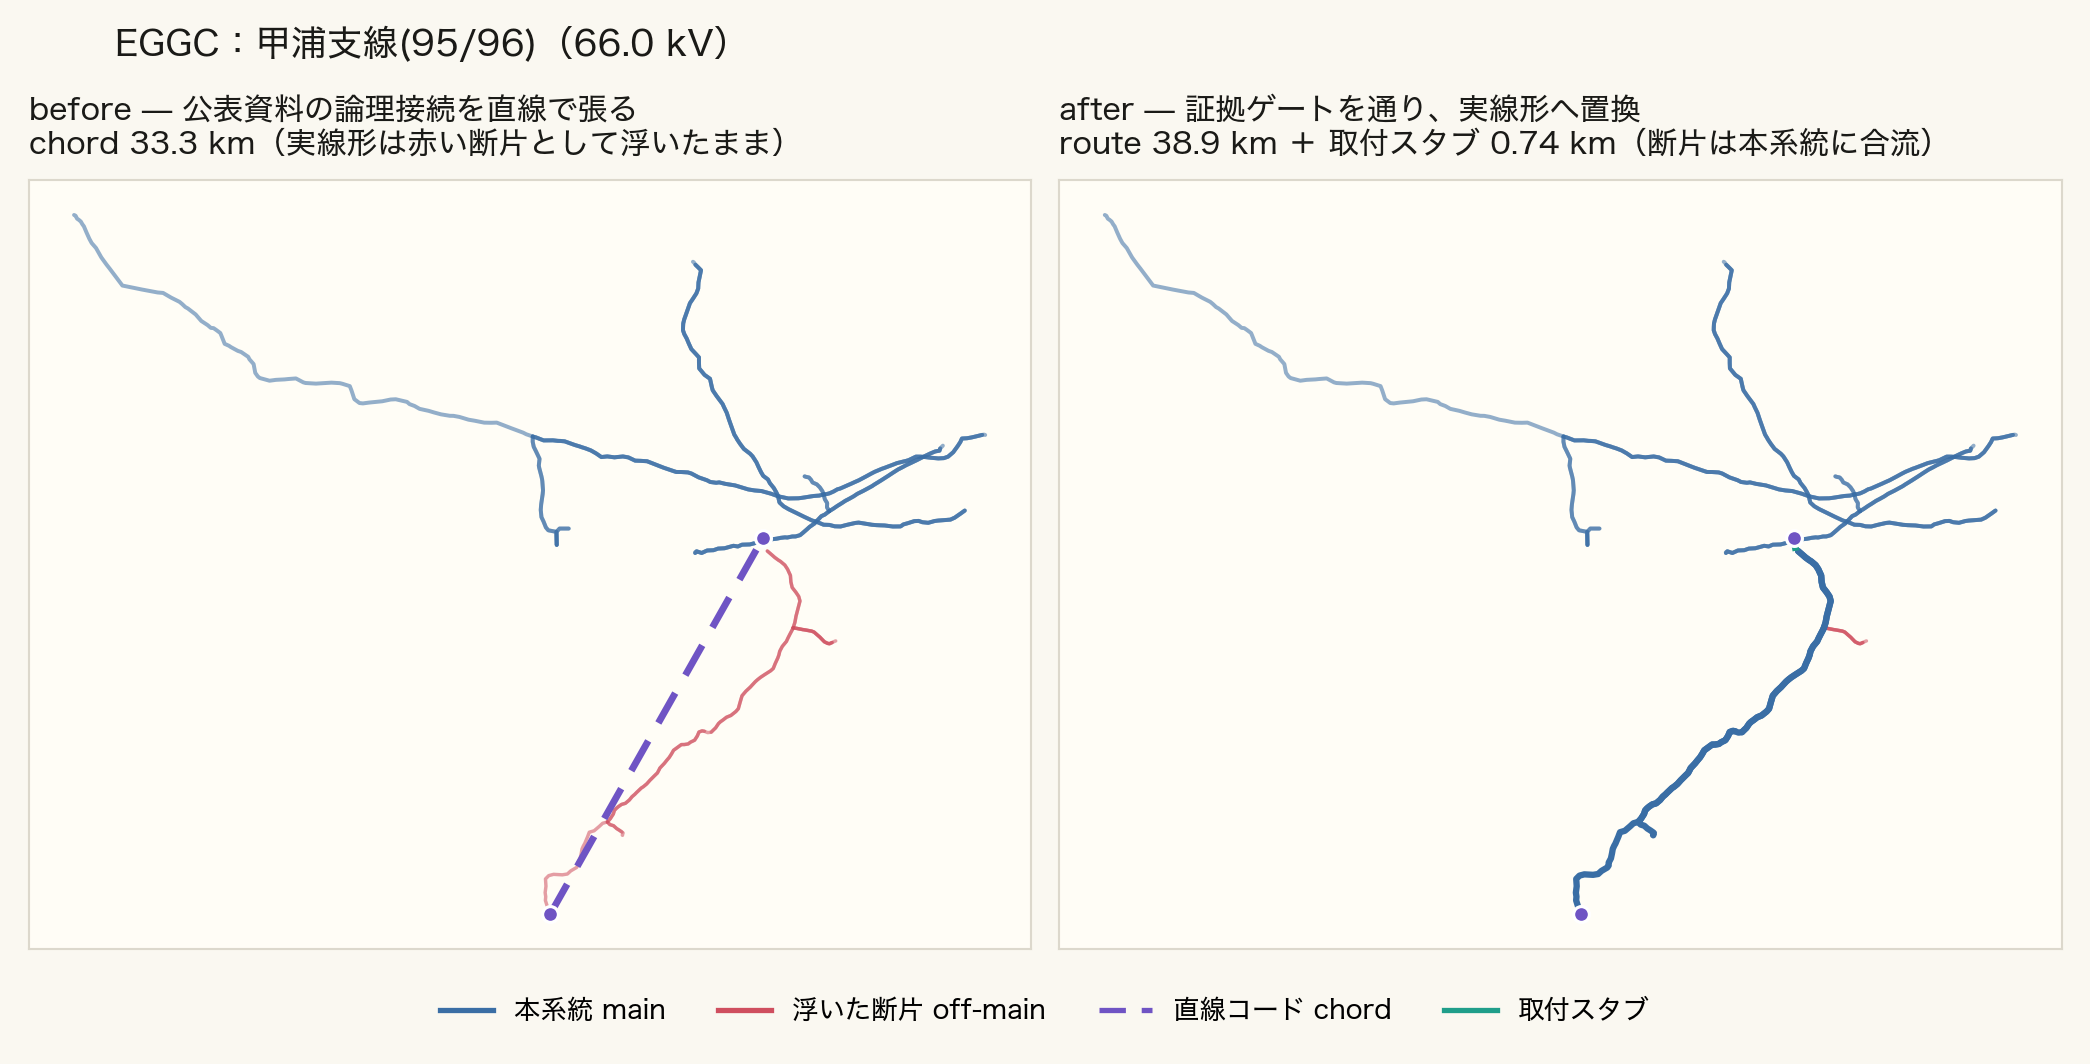 EGGC：甲浦支線(95/96)（66.0 kV）
before — 公表資料の論理接続を直線で張る
chord 33.3 km（実線形は赤い断片として浮いたまま）
after — 証拠ゲートを通り、実線形へ置換
route 38.9 km ＋ 取付スタブ 0.74 km（断片は本系統に合流）
本系統 main
浮いた断片 off-main
直線コード chord
取付スタブ